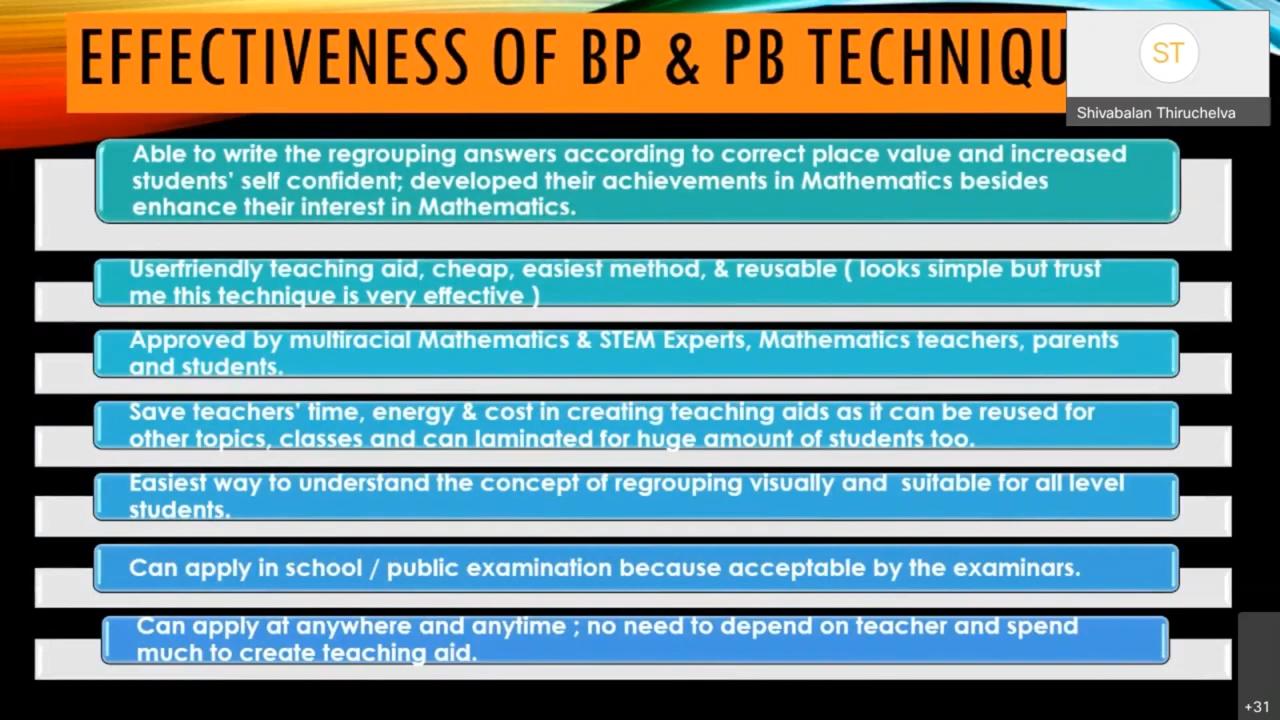 EFFECTIVENESS OF BP & PB TECHNIQU
ST
Shivabalan Thiruchelva
Able to write the regrouping answers according to correct place value and increased
students' self confident; developed their achievements in Mathematics besides
enhance their interest in Mathematics.
Userfriendly teaching aid, cheap, easiest method, & reusable ( looks simple but trust
me this technique is very effective )
Approved by multiracial Mathematics & STEM Experts, Mathematics teachers, parents
and students.
Save teachers' time, energy & cost in creating teaching aids as it can be reused for
other topics, classes and can laminated for huge amount of students too.
Easiest way to understand the concept of regrouping visually and  suitable for all level
students.
Can apply in school / public examination because acceptable by the examinars.
Can apply at anywhere and anytime ; no need to depend on teacher and spend
much to create teaching aid.
+31